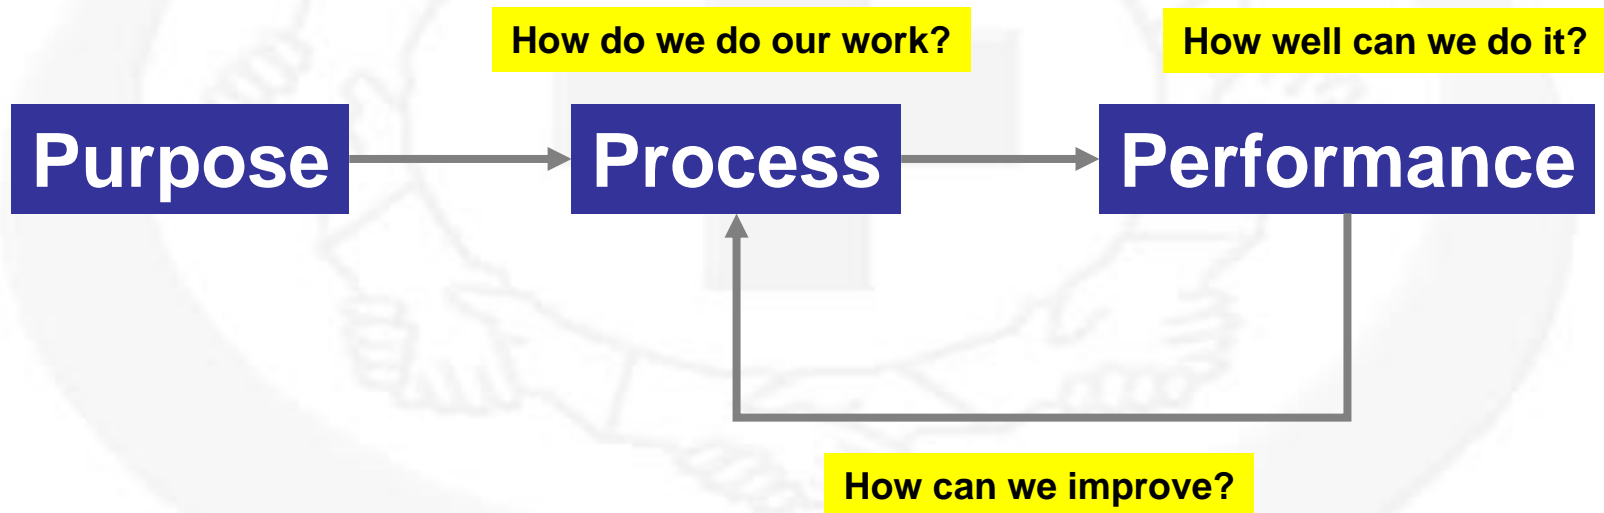 How do we do our work?
How well can we do it?
Purpose
Process
Performance
How can we improve?